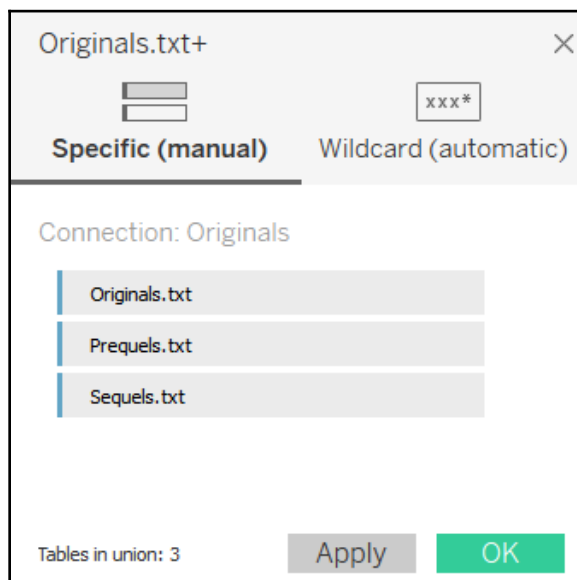 Originals.txt+
xxx*
Specific (manual) Wildcard (automatic)
Connection: Originals
Originals.txt
Prequels.txt
Sequels.txt
Tables in union: 3 Apply OK